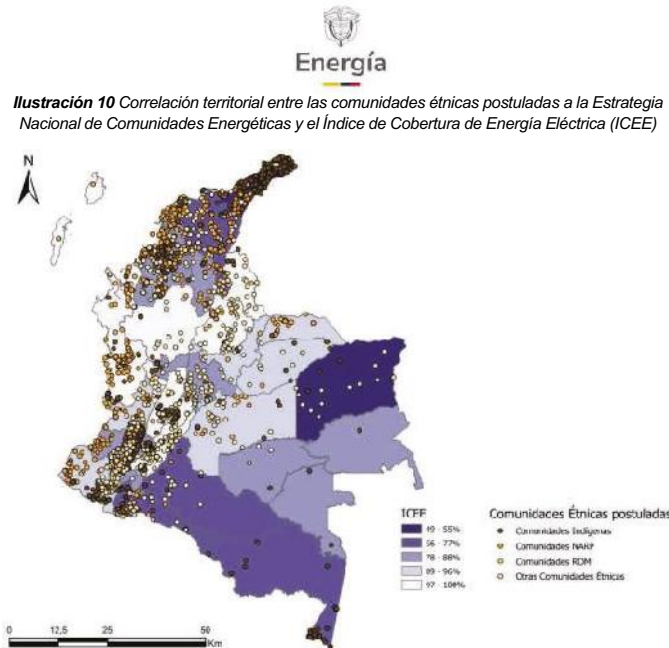 Energía
Ilustración 10 Correlación territorial entre las comunidades étnicas postuladas a la Estrategia
Nacional de Comunidades Energéticas y el Índice de Cobertura de Energía Eléctrica (ICEE)
N
ICEE
49 - 55%
56 - 77%
78 - 88%
89 - 96%
97 - 100%
Comunidades Étnicas postuladas
Comunidades Indígenas
Comunidades NARP
Comunidades RDM
Otras Comunidades Étnicas
0 12,5 25 50
Km